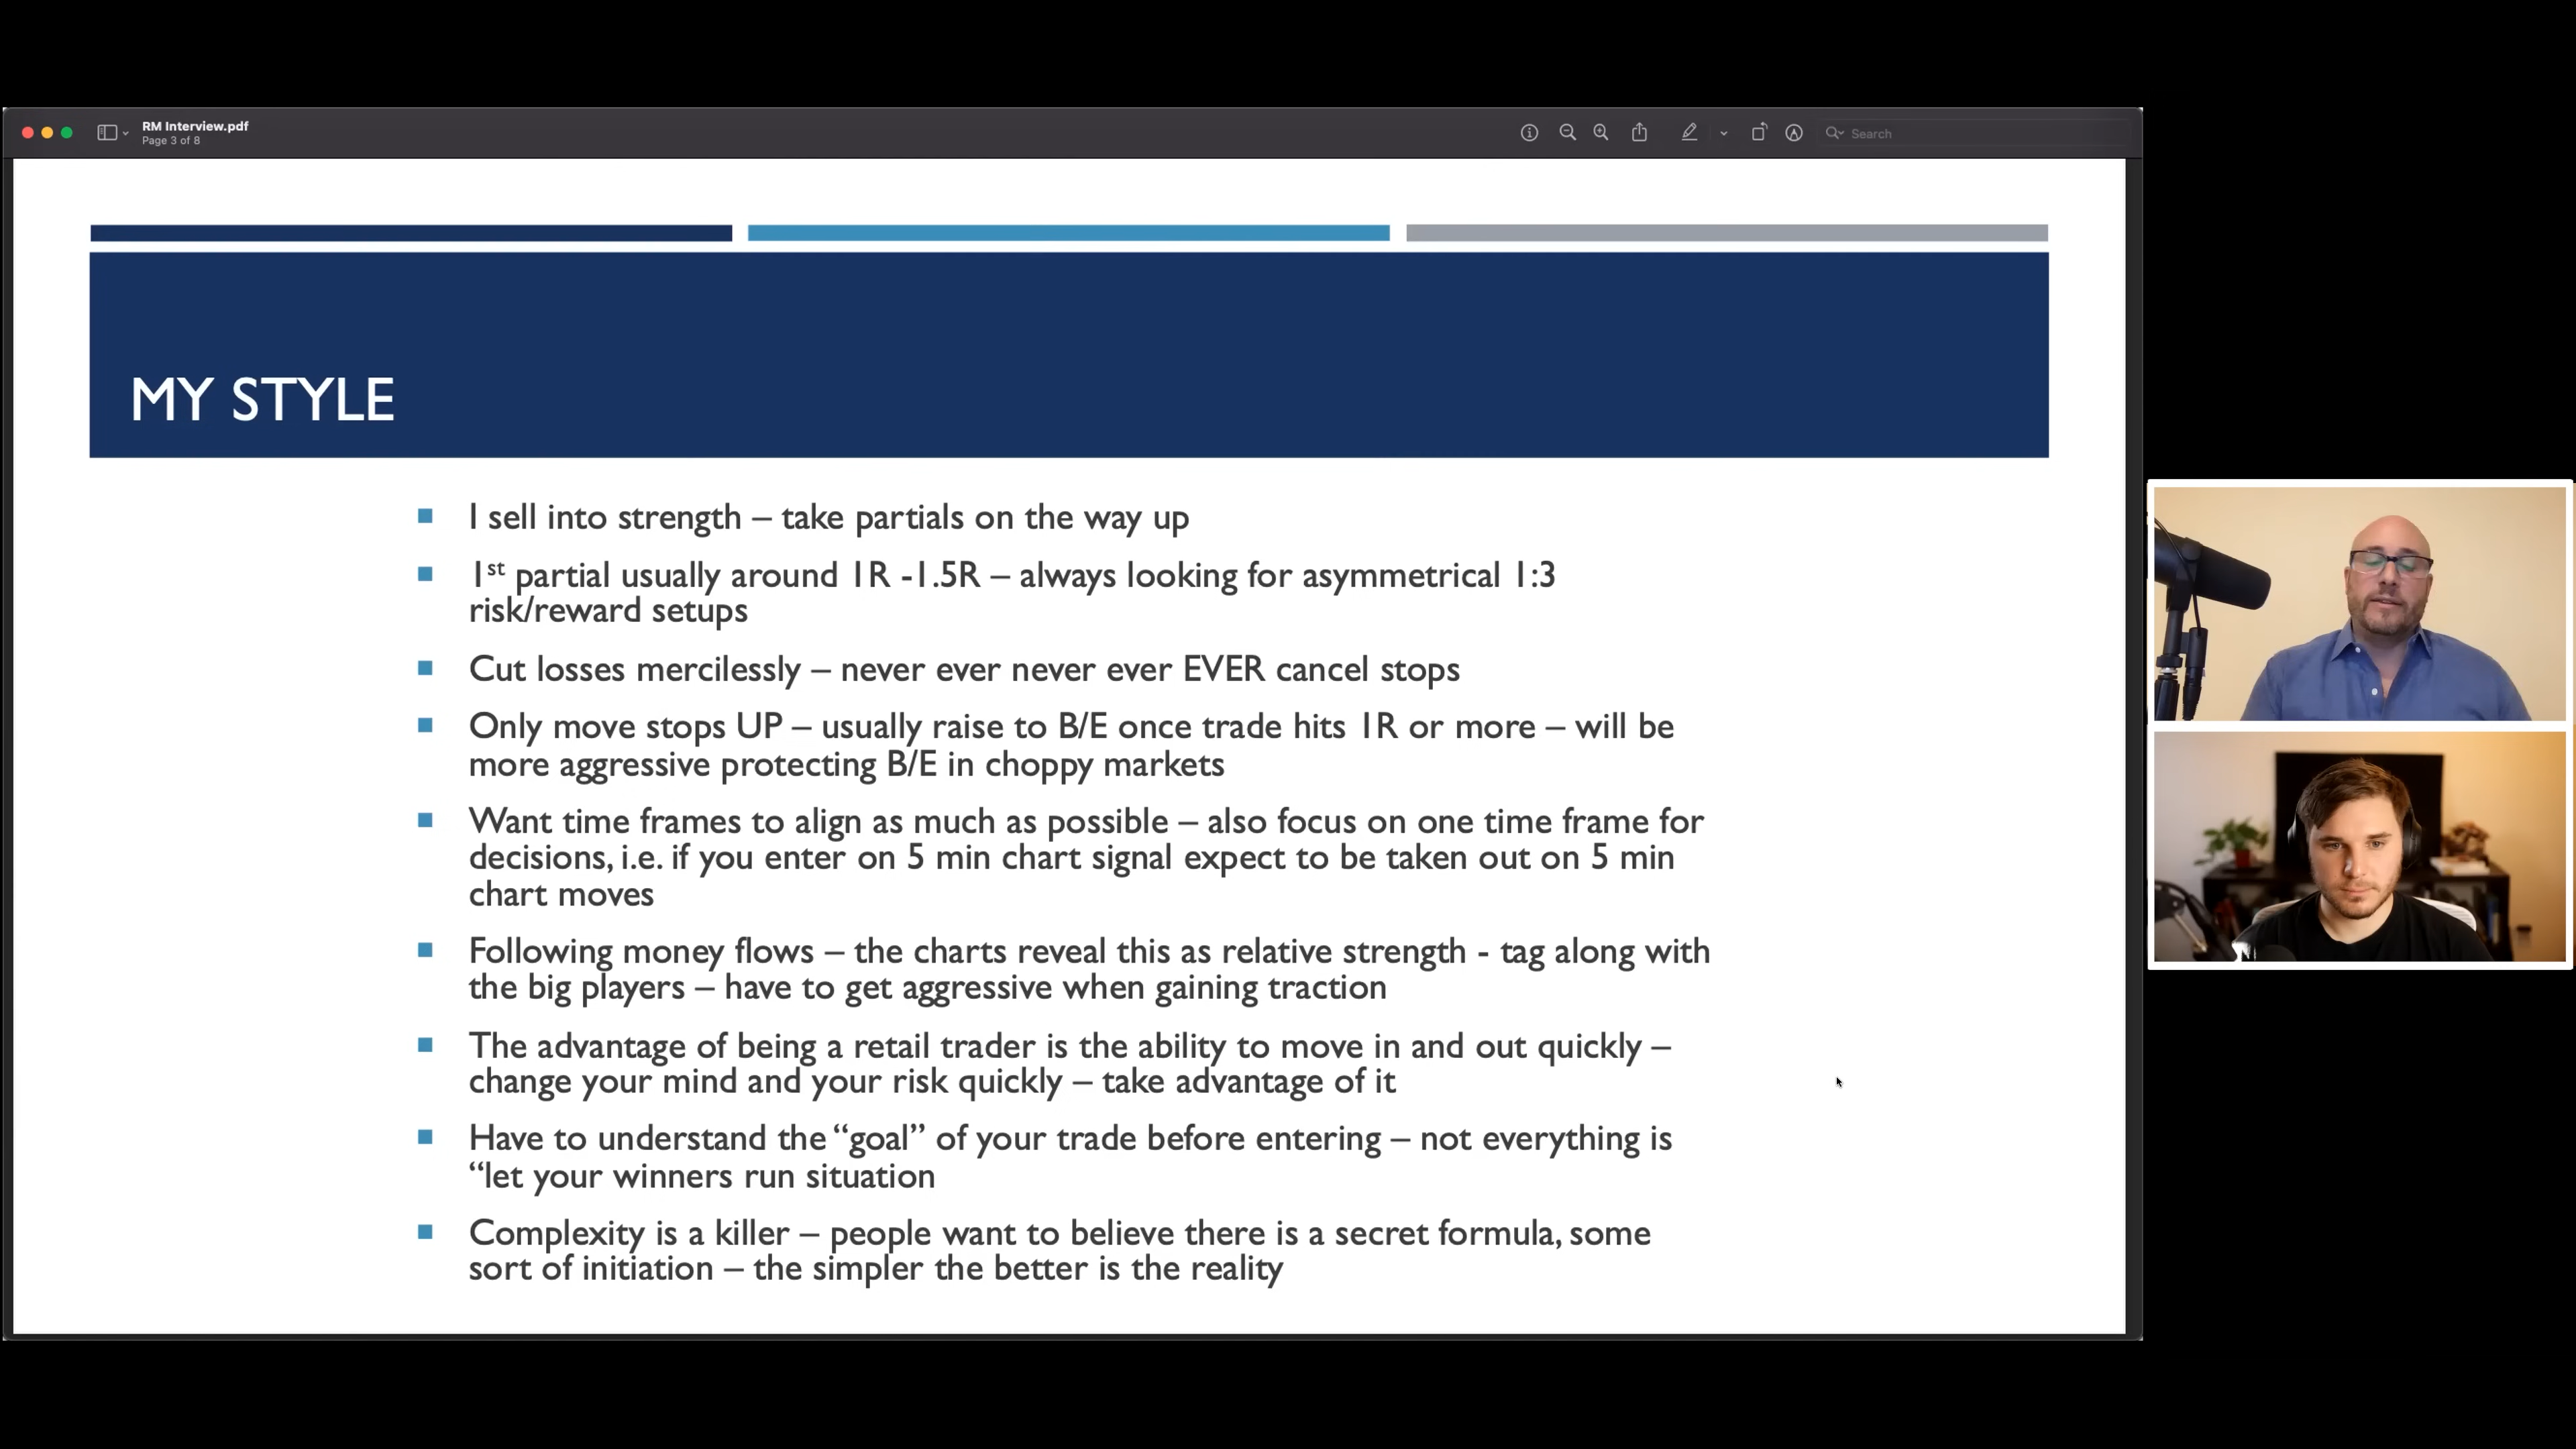 RM Interview.pdf
Page 3 of 8
Search
MY STYLE
I sell into strength – take partials on the way up
1st partial usually around 1R -1.5R – always looking for asymmetrical 1:3
risk/reward setups
Cut losses mercilessly – never ever never ever EVER cancel stops
Only move stops UP – usually raise to B/E once trade hits 1R or more – will be
more aggressive protecting B/E in choppy markets
Want time frames to align as much as possible – also focus on one time frame for
decisions, i.e. if you enter on 5 min chart signal expect to be taken out on 5 min
chart moves
Following money flows – the charts reveal this as relative strength - tag along with
the big players – have to get aggressive when gaining traction
The advantage of being a retail trader is the ability to move in and out quickly –
change your mind and your risk quickly – take advantage of it
Have to understand the “goal” of your trade before entering – not everything is
“let your winners run situation
Complexity is a killer – people want to believe there is a secret formula, some
sort of initiation – the simpler the better is the reality